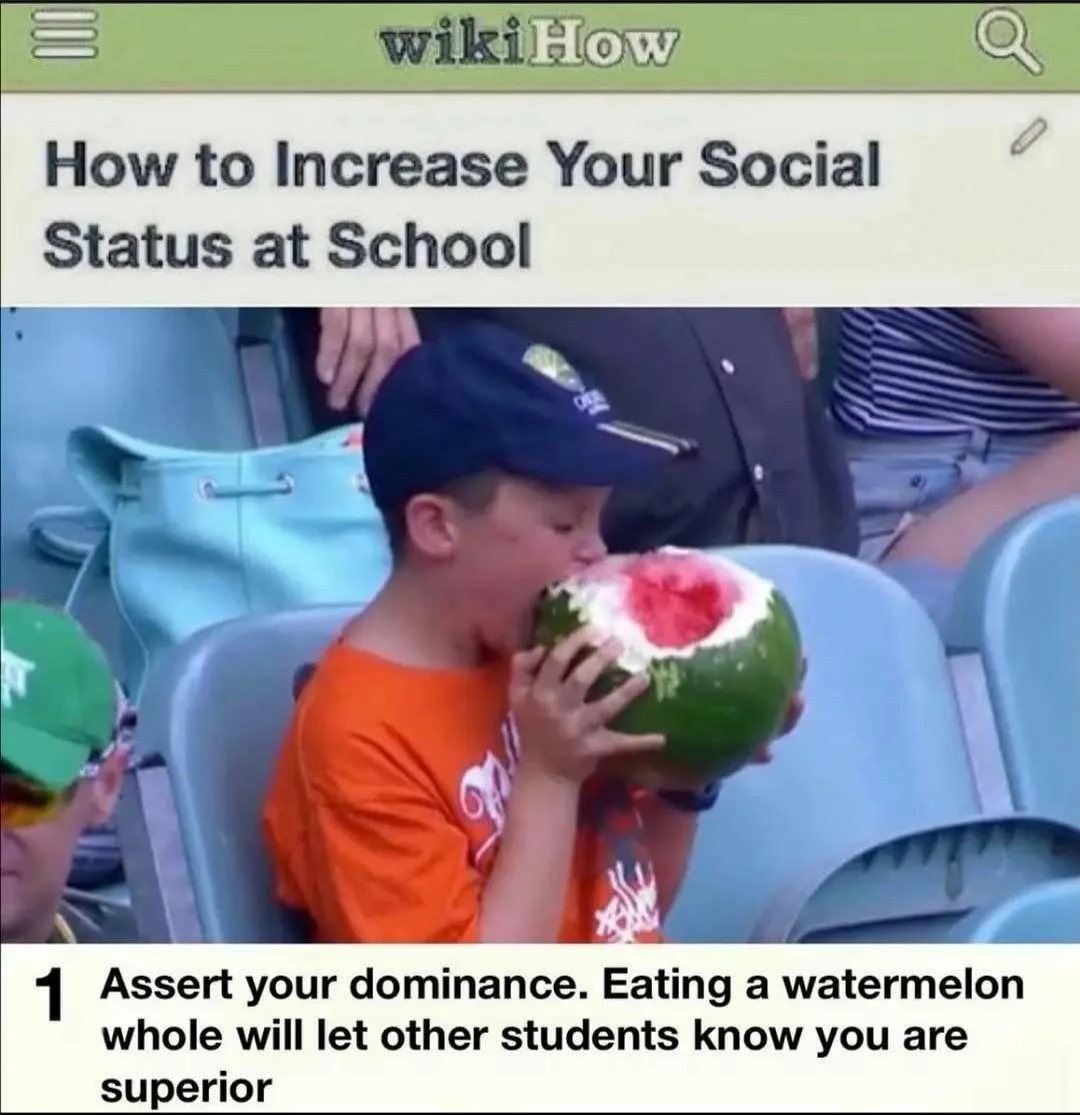 wikiHow
How to Increase Your Social
Status at School
1 Assert your dominance. Eating a watermelon
whole will let other students know you are
superior